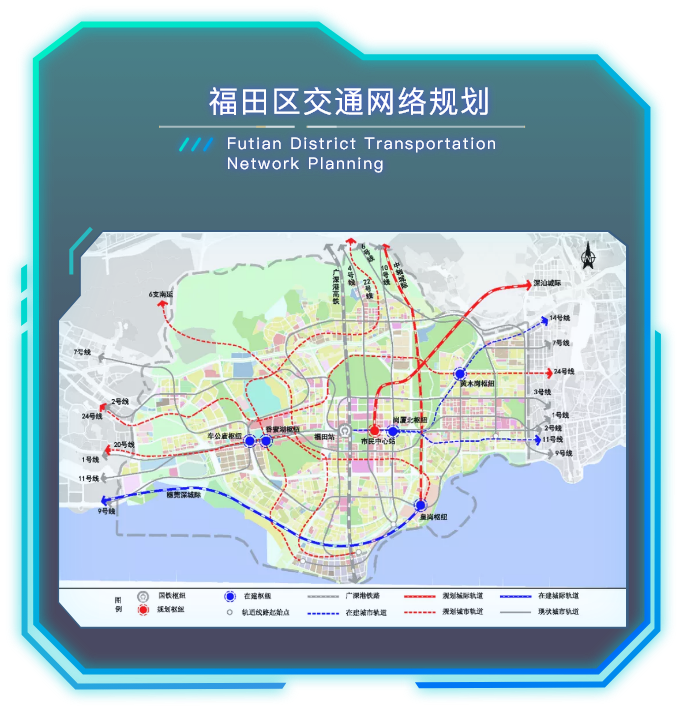 福田区交通网络规划
Futian District Transportation
Network Planning
6号线
4号线
22号线
10号线
中轴城际
广深港高铁
深汕城际
6支南延
14号线
7号线
7号线
24号线
黄木岗枢纽
3号线
2号线
24号线
1号线
岗厦北枢纽
香蜜湖枢纽
车公庙枢纽
福田站
市民中心站
2号线
11号线
20号线
1号线
9号线
11号线
穗莞深城际
9号线
皇岗枢纽
图例
国铁枢纽
在建枢纽
广深港铁路
规划城际轨道
在建城际轨道
规划枢纽
轨道线路起始点
在建城市轨道
规划城市轨道
现状城市轨道